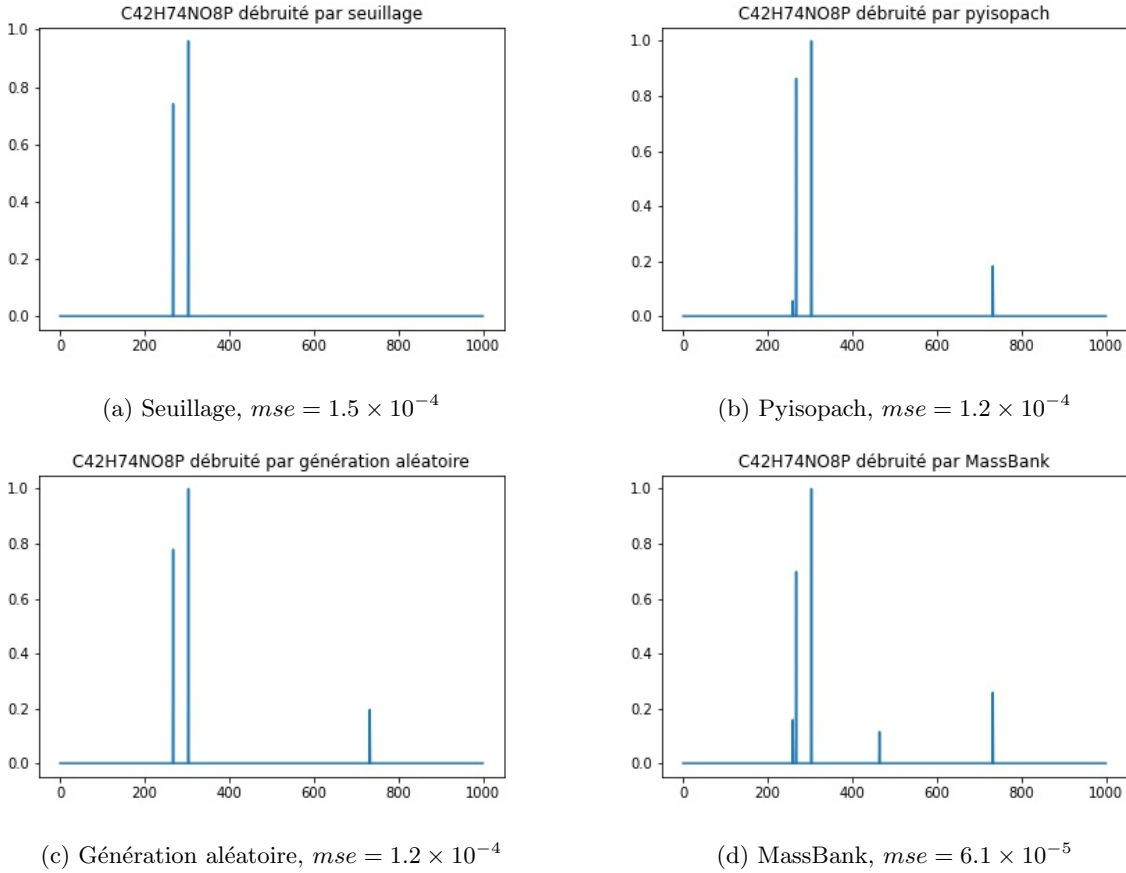 C42H74NO8P débruité par seuillage
1.0
0.8
0.6
0.4
0.2
0.0
0 200 400 600 800 1000
(a) Seuillage, mse = 1.5 × 10⁻⁴
C42H74NO8P débruité par pyisopach
1.0
0.8
0.6
0.4
0.2
0.0
0 200 400 600 800 1000
(b) Pyisopach, mse = 1.2 × 10⁻⁴
C42H74NO8P débruité par génération aléatoire
1.0
0.8
0.6
0.4
0.2
0.0
0 200 400 600 800 1000
(c) Génération aléatoire, mse = 1.2 × 10⁻⁴
C42H74NO8P débruité par MassBank
1.0
0.8
0.6
0.4
0.2
0.0
0 200 400 600 800 1000
(d) MassBank, mse = 6.1 × 10⁻⁵